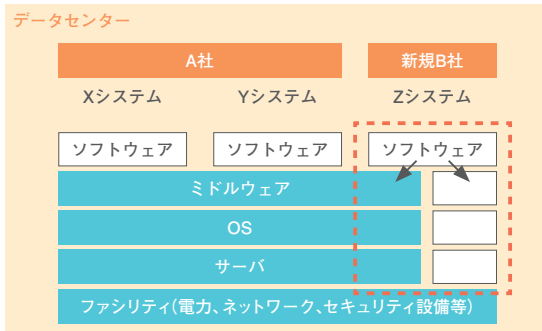 データセンター
A社
新規B社
Xシステム
Yシステム
Zシステム
ソフトウェア
ソフトウェア
ソフトウェア
ミドルウェア
OS
サーバ
ファシリティ(電力、ネットワーク、セキュリティ設備等)